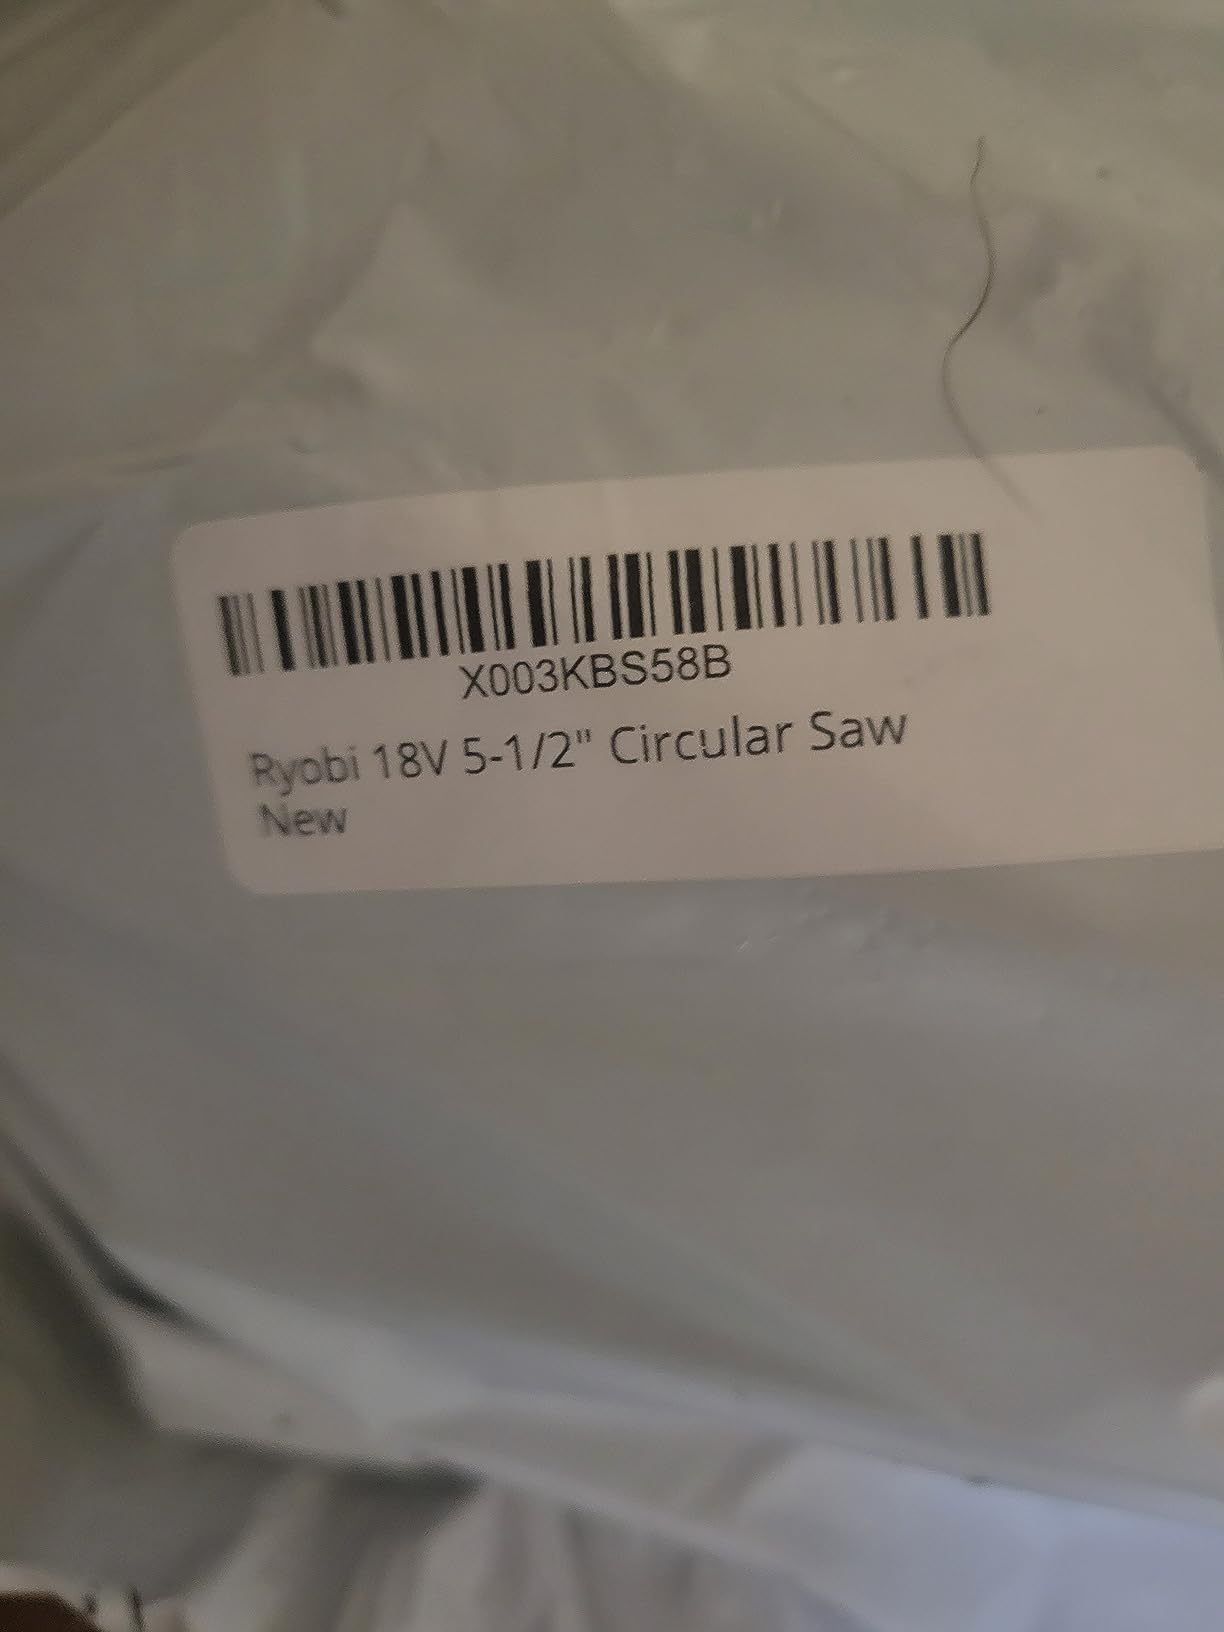 X003KBS58B
Ryobi 18V 5-1/2" Circular Saw
New